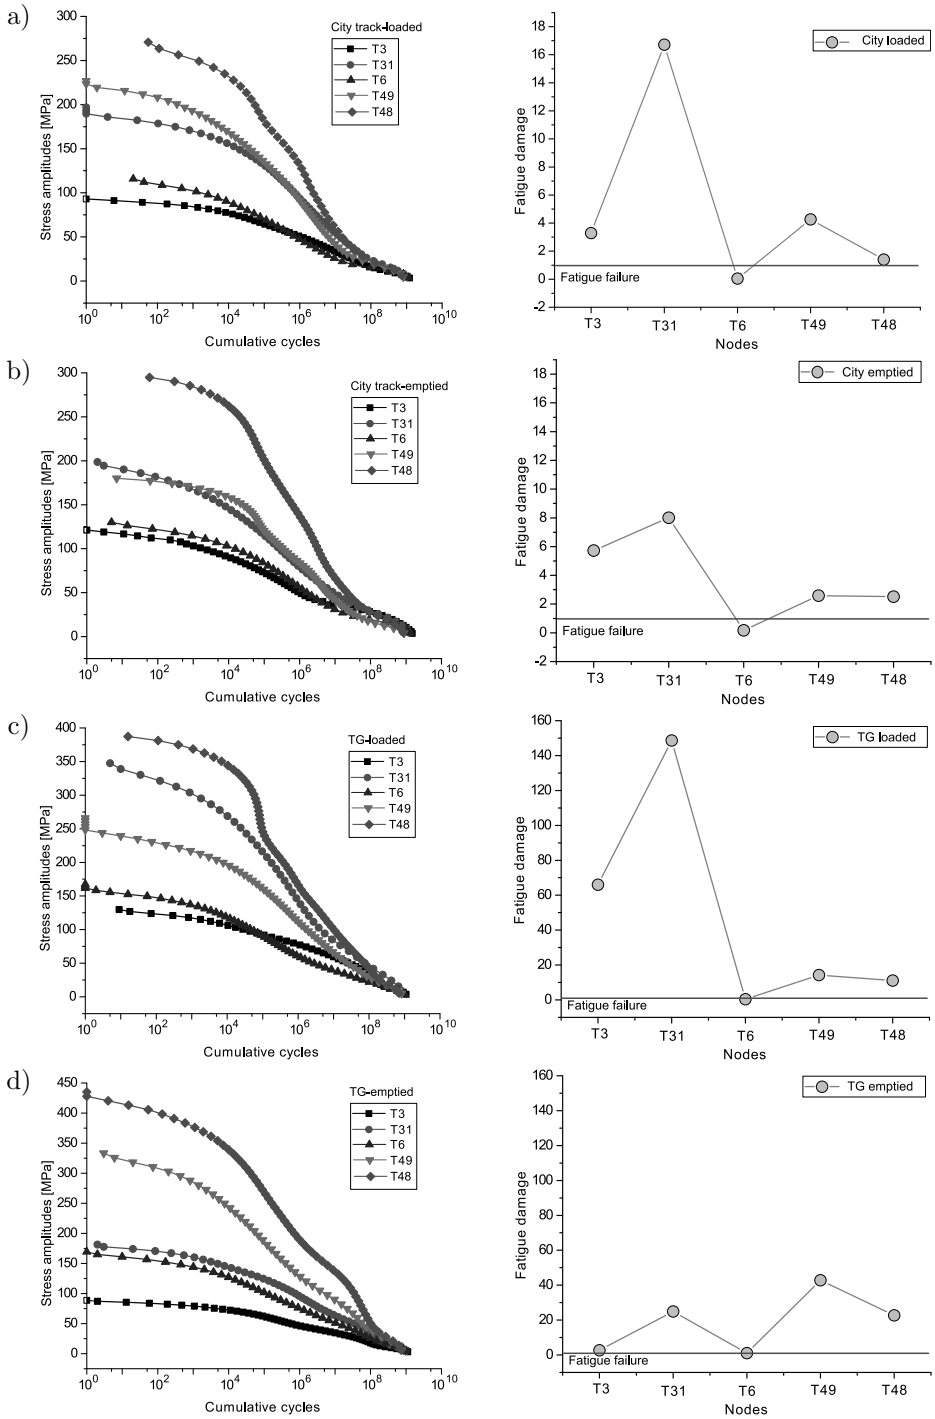 a)
City track-loaded
T3
T31
T6
T49
T48
Stress amplitudes [MPa]
300
250
200
150
100
50
0
10^0 10^2 10^4 10^6 10^8 10^10
Cumulative cycles
City loaded
Fatigue damage
18
16
14
12
10
8
6
4
2
0
-2
Fatigue failure
T3 T31 T6 T49 T48
Nodes
b)
City track-emptied
T3
T31
T6
T49
T48
Stress amplitudes [MPa]
300
250
200
150
100
50
0
10^0 10^2 10^4 10^6 10^8 10^10
Cumulative cycles
City emptied
Fatigue damage
18
16
14
12
10
8
6
4
2
0
-2
Fatigue failure
T3 T31 T6 T49 T48
Nodes
c)
TG-loaded
T3
T31
T6
T49
T48
Stress amplitudes [MPa]
400
350
300
250
200
150
100
50
0
10^0 10^2 10^4 10^6 10^8 10^10
Cumulative cycles
TG loaded
Fatigue damage
160
140
120
100
80
60
40
20
0
Fatigue failure
T3 T31 T6 T49 T48
Nodes
d)
TG-emptied
T3
T31
T6
T49
T48
Stress amplitudes [MPa]
450
400
350
300
250
200
150
100
50
0
10^0 10^2 10^4 10^6 10^8 10^10
Cumulative cycles
TG emptied
Fatigue damage
160
140
120
100
80
60
40
20
0
Fatigue failure
T3 T31 T6 T49 T48
Nodes